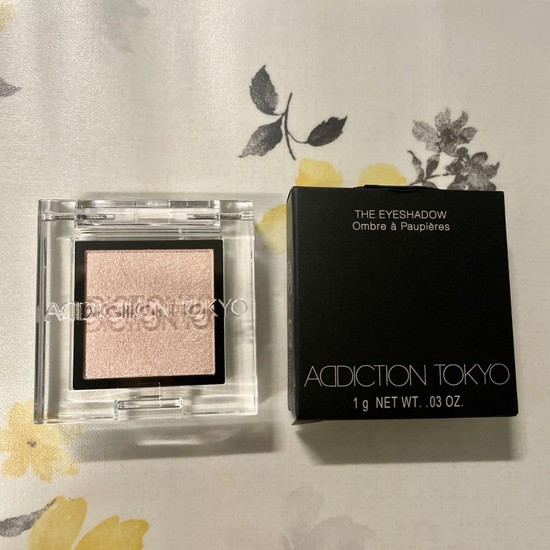 ADDICTION TOKYO
THE EYESHADOW
Ombre à Paupières
ADDICTION TOKYO
1 g NET WT. .03 OZ.